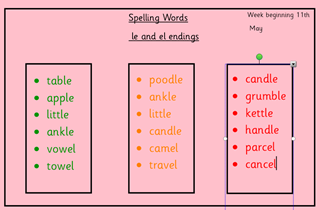 Spelling Words
Week beginning 11th
May
le and el endings
table
apple
little
ankle
vowel
towel
poodle
ankle
little
candle
camel
travel
candle
grumble
kettle
handle
parcel
cancel